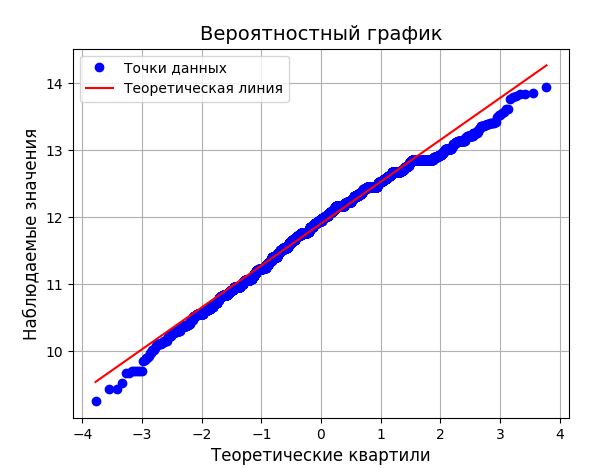 Вероятностный график
Точки данных
Теоретическая линия
Наблюдаемые значения
14
13
12
11
10
−4 −3 −2 −1 0 1 2 3 4
Теоретические квартили